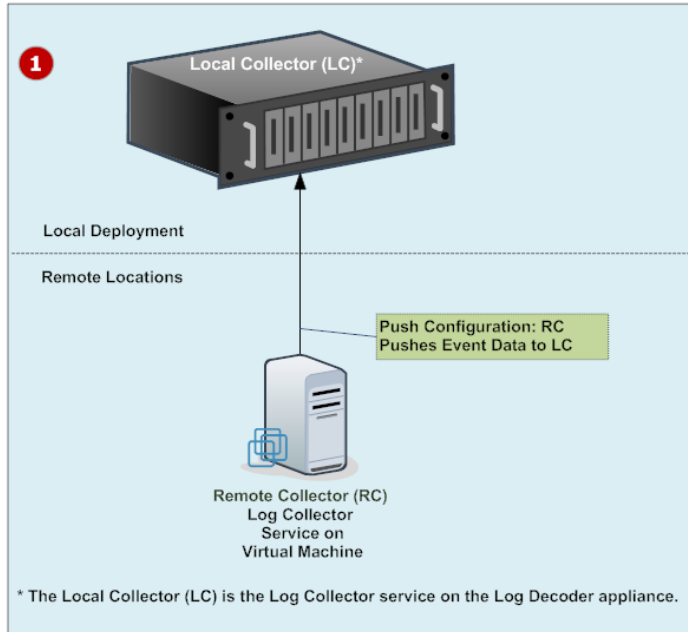 1
Local Collector (LC)*
Local Deployment
Remote Locations
Push Configuration: RC
Pushes Event Data to LC
Remote Collector (RC)
Log Collector
Service on
Virtual Machine
* The Local Collector (LC) is the Log Collector service on the Log Decoder appliance.